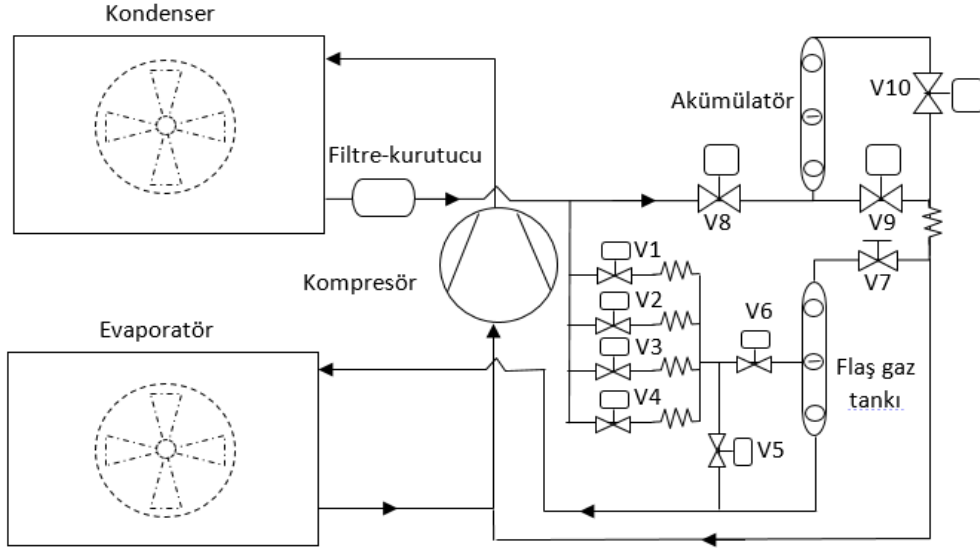 Kondenser
Akümülatör
V10
Filtre-kurutucu
V8
V9
V1
V7
Kompresör
V2
V6
Evaporatör
V3
Flaş gaz
tankı
V4
V5